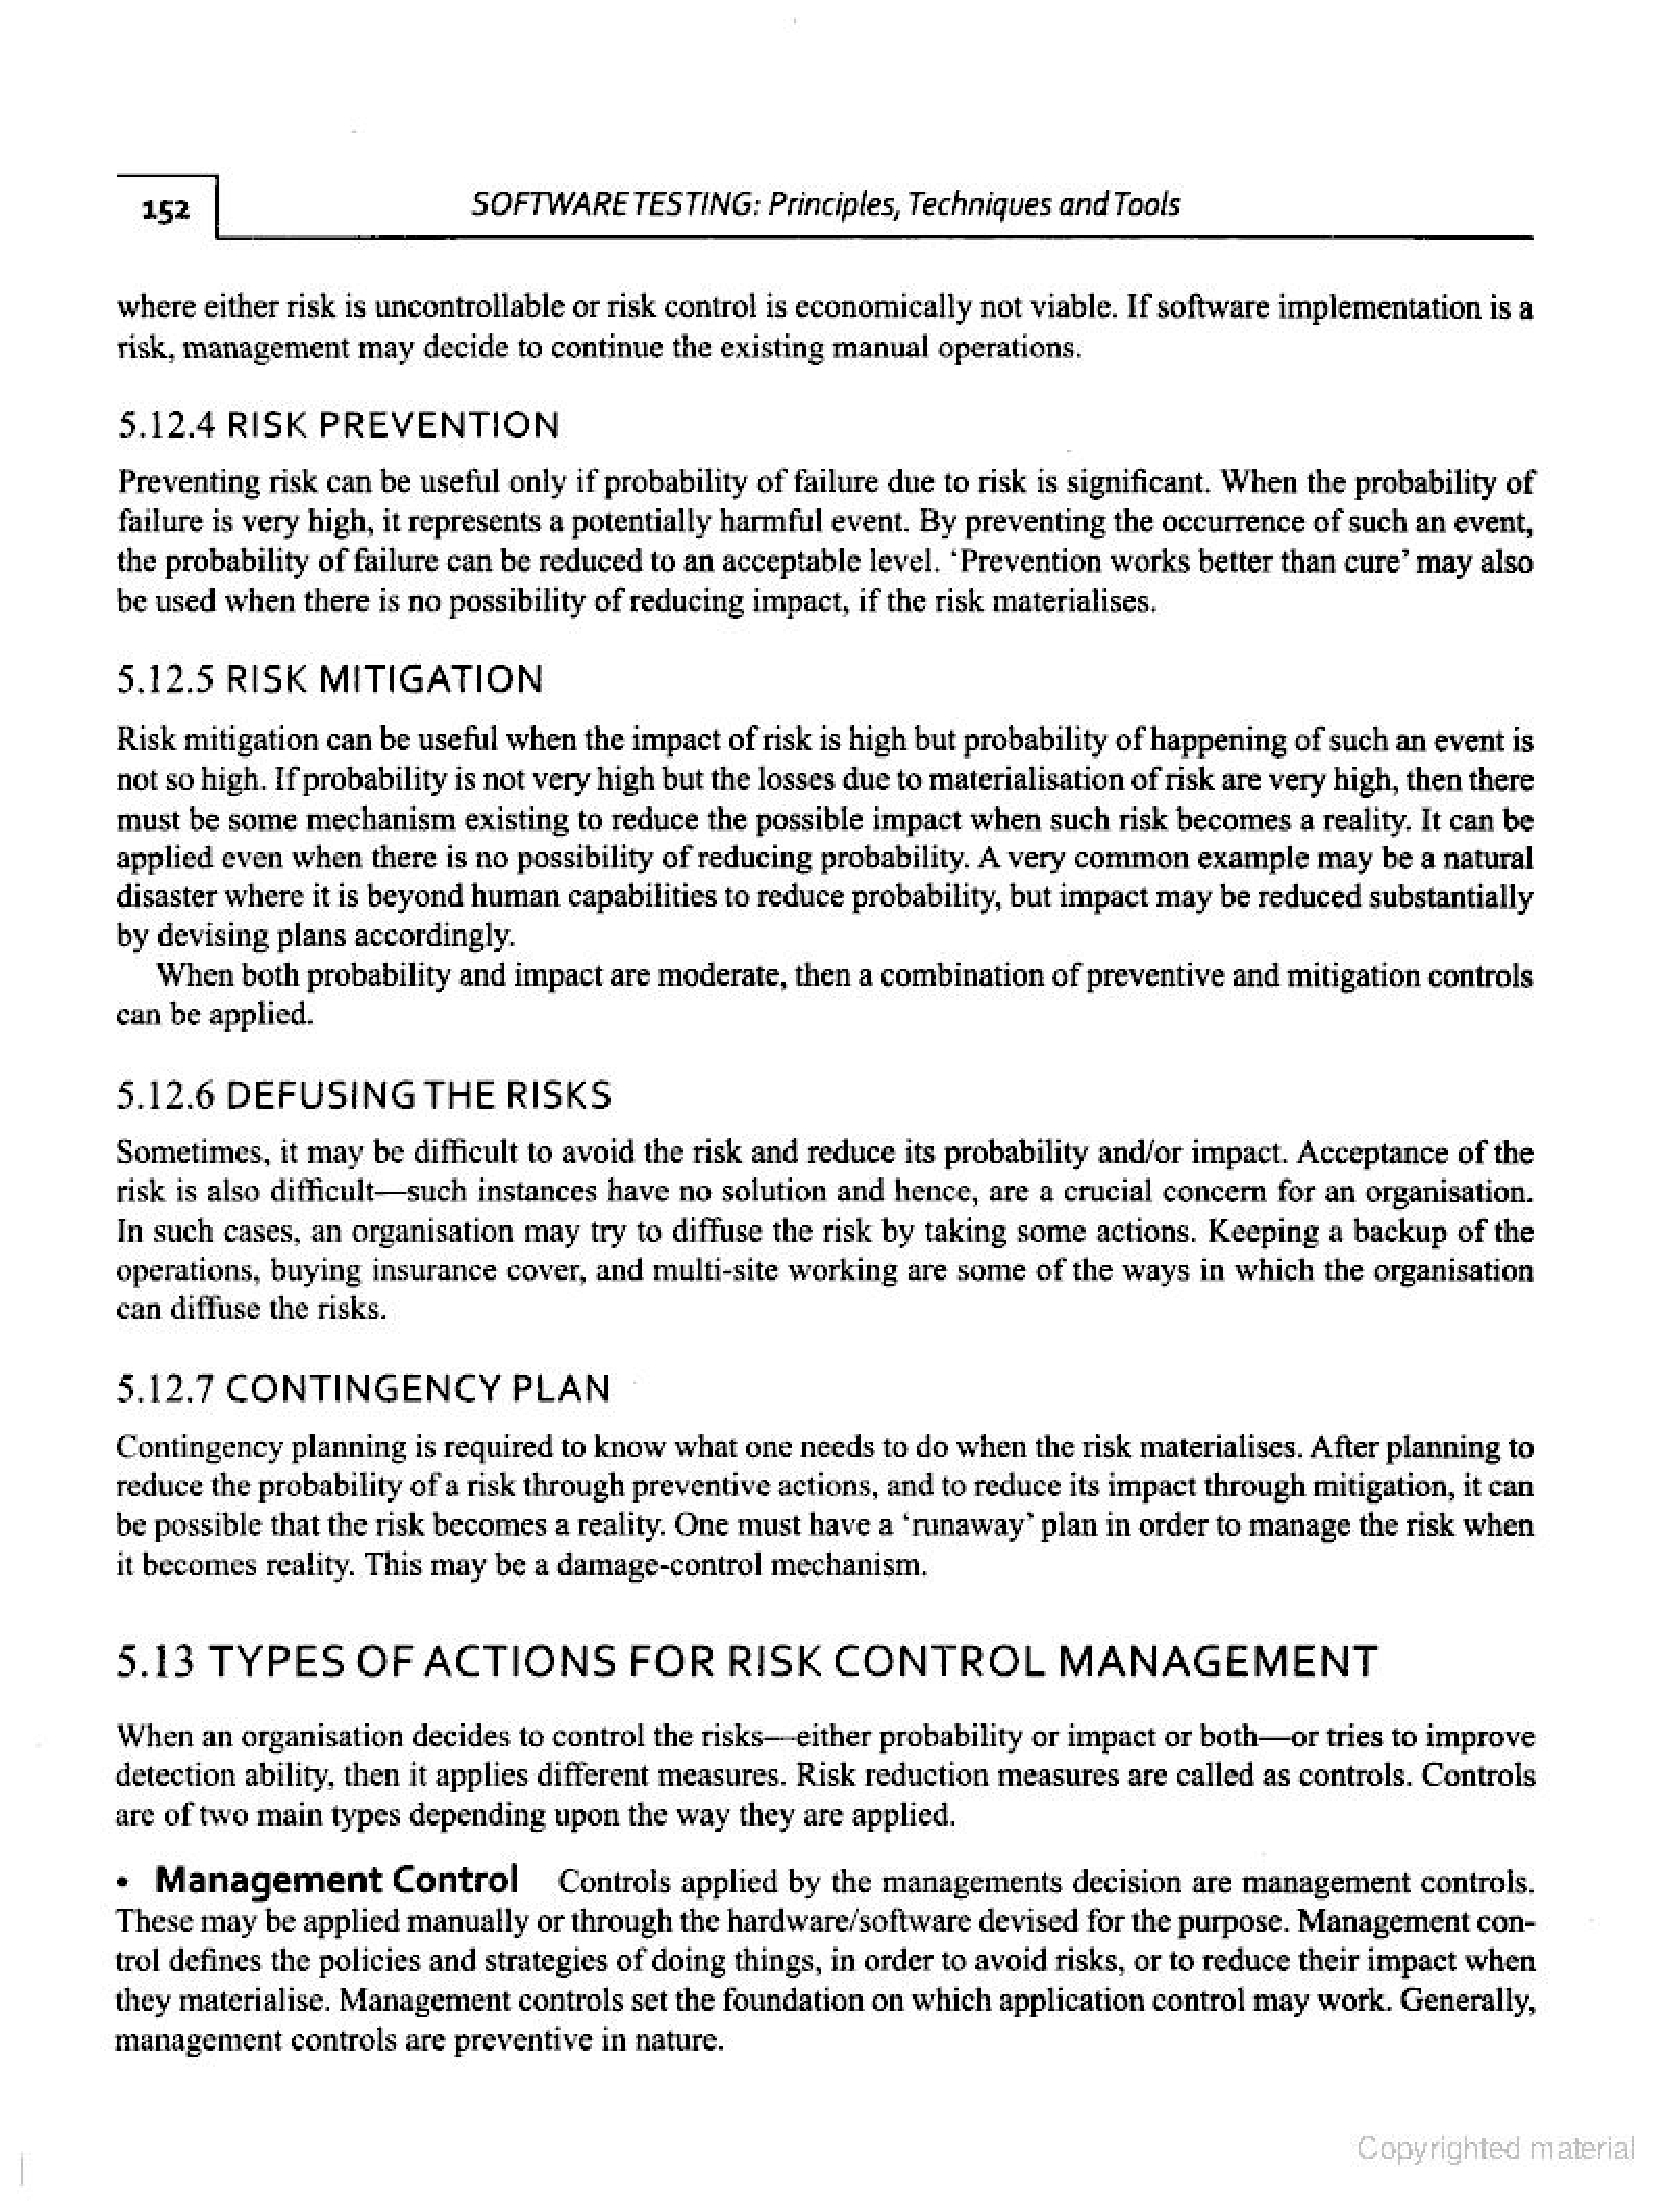 152
SOFTWARE TESTING: Principles, Techniques and Tools
where either risk is uncontrollable or risk control is economically not viable. If software implementation is a
risk, management may decide to continue the existing manual operations.
5.12.4 RISK PREVENTION
Preventing risk can be useful only if probability of failure due to risk is significant. When the probability of
failure is very high, it represents a potentially harmful event. By preventing the occurrence of such an event,
the probability of failure can be reduced to an acceptable level. ‘Prevention works better than cure’ may also
be used when there is no possibility of reducing impact, if the risk materialises.
5.12.5 RISK MITIGATION
Risk mitigation can be useful when the impact of risk is high but probability of happening of such an event is
not so high. If probability is not very high but the losses due to materialisation of risk are very high, then there
must be some mechanism existing to reduce the possible impact when such risk becomes a reality. It can be
applied even when there is no possibility of reducing probability. A very common example may be a natural
disaster where it is beyond human capabilities to reduce probability, but impact may be reduced substantially
by devising plans accordingly.
When both probability and impact are moderate, then a combination of preventive and mitigation controls
can be applied.
5.12.6 DEFUSING THE RISKS
Sometimes, it may be difficult to avoid the risk and reduce its probability and/or impact. Acceptance of the
risk is also difficult—such instances have no solution and hence, are a crucial concern for an organisation.
In such cases, an organisation may try to diffuse the risk by taking some actions. Keeping a backup of the
operations, buying insurance cover, and multi-site working are some of the ways in which the organisation
can diffuse the risks.
5.12.7 CONTINGENCY PLAN
Contingency planning is required to know what one needs to do when the risk materialises. After planning to
reduce the probability of a risk through preventive actions, and to reduce its impact through mitigation, it can
be possible that the risk becomes a reality. One must have a ‘runaway’ plan in order to manage the risk when
it becomes reality. This may be a damage-control mechanism.
5.13 TYPES OF ACTIONS FOR RISK CONTROL MANAGEMENT
When an organisation decides to control the risks—either probability or impact or both—or tries to improve
detection ability, then it applies different measures. Risk reduction measures are called as controls. Controls
are of two main types depending upon the way they are applied.
• Management Control Controls applied by the managements decision are management controls.
These may be applied manually or through the hardware/software devised for the purpose. Management con-
trol defines the policies and strategies of doing things, in order to avoid risks, or to reduce their impact when
they materialise. Management controls set the foundation on which application control may work. Generally,
management controls are preventive in nature.
Copyrighted material